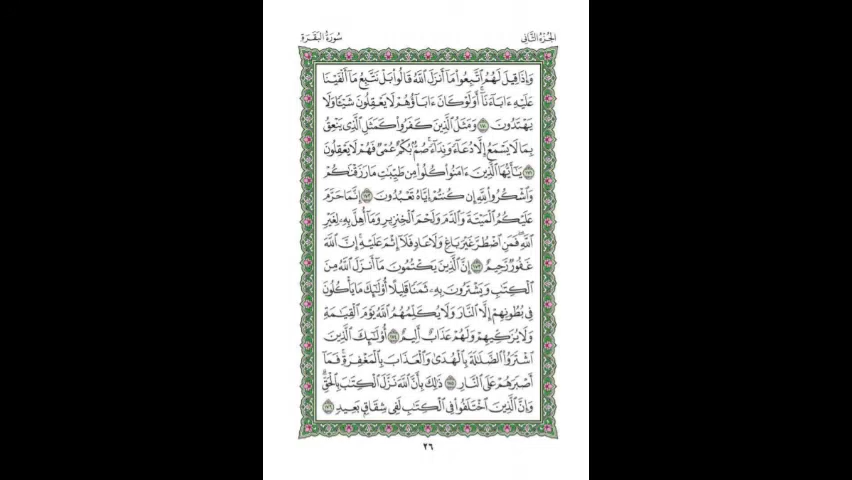 الجزء الثاني
سورة البقرة
وَإِذَا قِيلَ لَهُمُ ٱتَّبِعُوا۟ مَآ أَنزَلَ ٱللَّهُ قَالُوا۟ بَلْ نَتَّبِعُ مَآ أَلْفَيْنَا
عَلَيْهِ ءَابَآءَنَآ ۗ أَوَلَوْ كَانَ ءَابَآؤُهُمْ لَا يَعْقِلُونَ شَيْـًٔا وَلَا
يَهْتَدُونَ ١٧٠ وَمَثَلُ ٱلَّذِينَ كَفَرُوا۟ كَمَثَلِ ٱلَّذِى يَنْعِقُ
بِمَا لَا يَسْمَعُ إِلَّا دُعَآءً وَنِدَآءً ۚ صُمٌّۢ بُكْمٌ عُمْىٌ فَهُمْ لَا يَعْقِلُونَ
١٧١ يَـٰٓأَيُّهَا ٱلَّذِينَ ءَامَنُوا۟ كُلُوا۟ مِن طَيِّبَـٰتِ مَا رَزَقْنَـٰكُمْ
وَٱشْكُرُوا۟ لِلَّهِ إِن كُنتُمْ إِيَّاهُ تَعْبُدُونَ ١٧٢ إِنَّمَا حَرَّمَ
عَلَيْكُمُ ٱلْمَيْتَةَ وَٱلدَّمَ وَلَحْمَ ٱلْخِنزِيرِ وَمَآ أُهِلَّ بِهِۦ لِغَيْرِ
ٱللَّهِ ۖ فَمَنِ ٱضْطُرَّ غَيْرَ بَاغٍ وَلَا عَادٍ فَلَآ إِثْمَ عَلَيْهِ ۚ إِنَّ ٱللَّهَ
غَفُورٌ رَّحِيمٌ ١٧٣ إِنَّ ٱلَّذِينَ يَكْتُمُونَ مَآ أَنزَلَ ٱللَّهُ مِنَ
ٱلْكِتَـٰبِ وَيَشْتَرُونَ بِهِۦ ثَمَنًا قَلِيلًا ۙ أُو۟لَـٰٓئِكَ مَا يَأْكُلُونَ
فِى بُطُونِهِمْ إِلَّا ٱلنَّارَ وَلَا يُكَلِّمُهُمُ ٱللَّهُ يَوْمَ ٱلْقِيَـٰمَةِ
وَلَا يُزَكِّيهِمْ وَلَهُمْ عَذَابٌ أَلِيمٌ ١٧٤ أُو۟لَـٰٓئِكَ ٱلَّذِينَ
ٱشْتَرَوُا۟ ٱلضَّلَـٰلَةَ بِٱلْهُدَىٰ وَٱلْعَذَابَ بِٱلْمَغْفِرَةِ ۚ فَمَآ
أَصْبَرَهُمْ عَلَى ٱلنَّارِ ١٧٥ ذَٰلِكَ بِأَنَّ ٱللَّهَ نَزَّلَ ٱلْكِتَـٰبَ بِٱلْحَقِّ ۗ
وَإِنَّ ٱلَّذِينَ ٱخْتَلَفُوا۟ فِى ٱلْكِتَـٰبِ لَفِى شِقَاقٍۭ بَعِيدٍ ١٧٦
٢٦